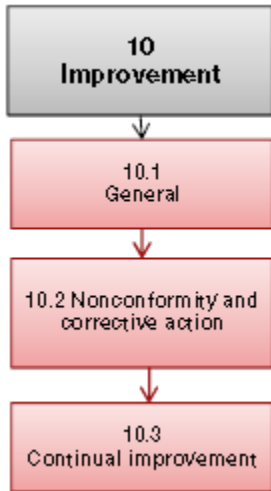 10
Improvement
10.1
General
10.2 Nonconformity and
corrective action
10.3
Continual improvement